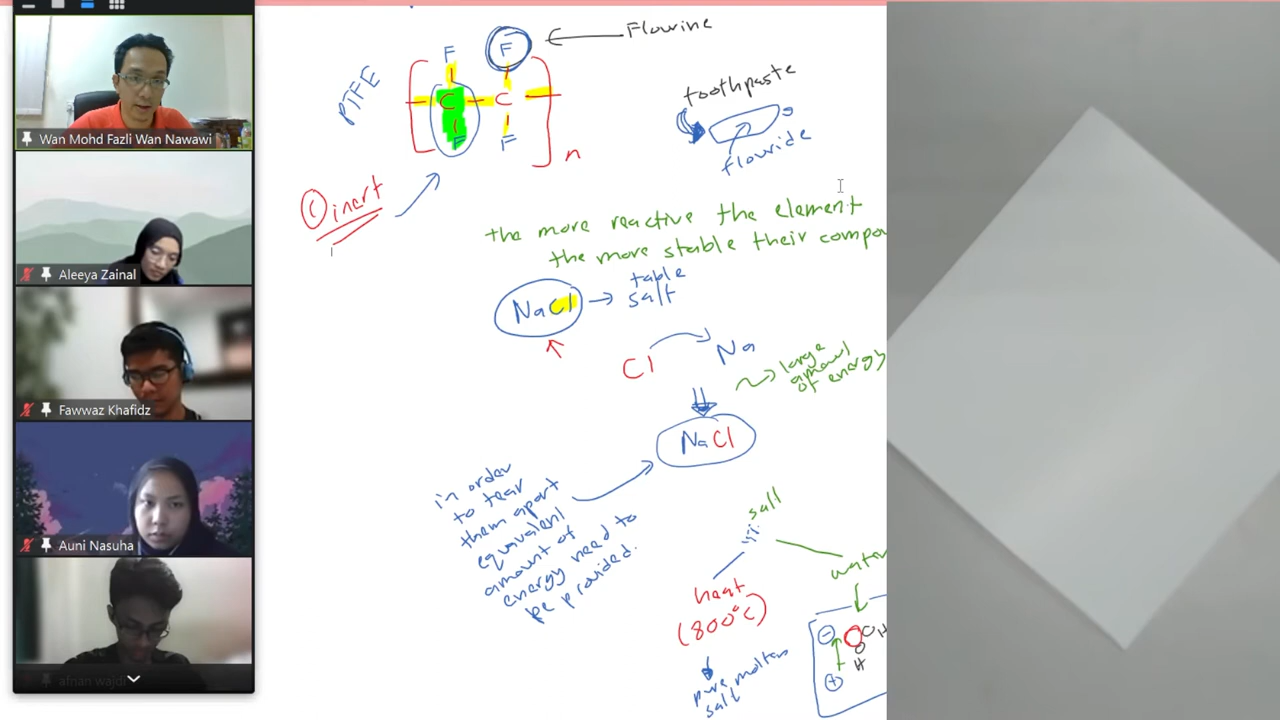 Wan Mohd Fazli Wan Nawawi
Aleeya Zainal
Fawwaz Khafidz
Auni Nasuha
afnan wajdi
PTFE
F F
C C
F F
n
Flourine
toothpaste
flouride
(c) inert
the more reactive the element
the more stable their compo
NaCl
table
salt
Cl Na
large
amount
of energy
NaCl
in order
to tear
them apart
equivalent
amount of
energy need to
be provided.
salt
heat
(800°C)
pure molten
salt
water
- O H
O
+ H